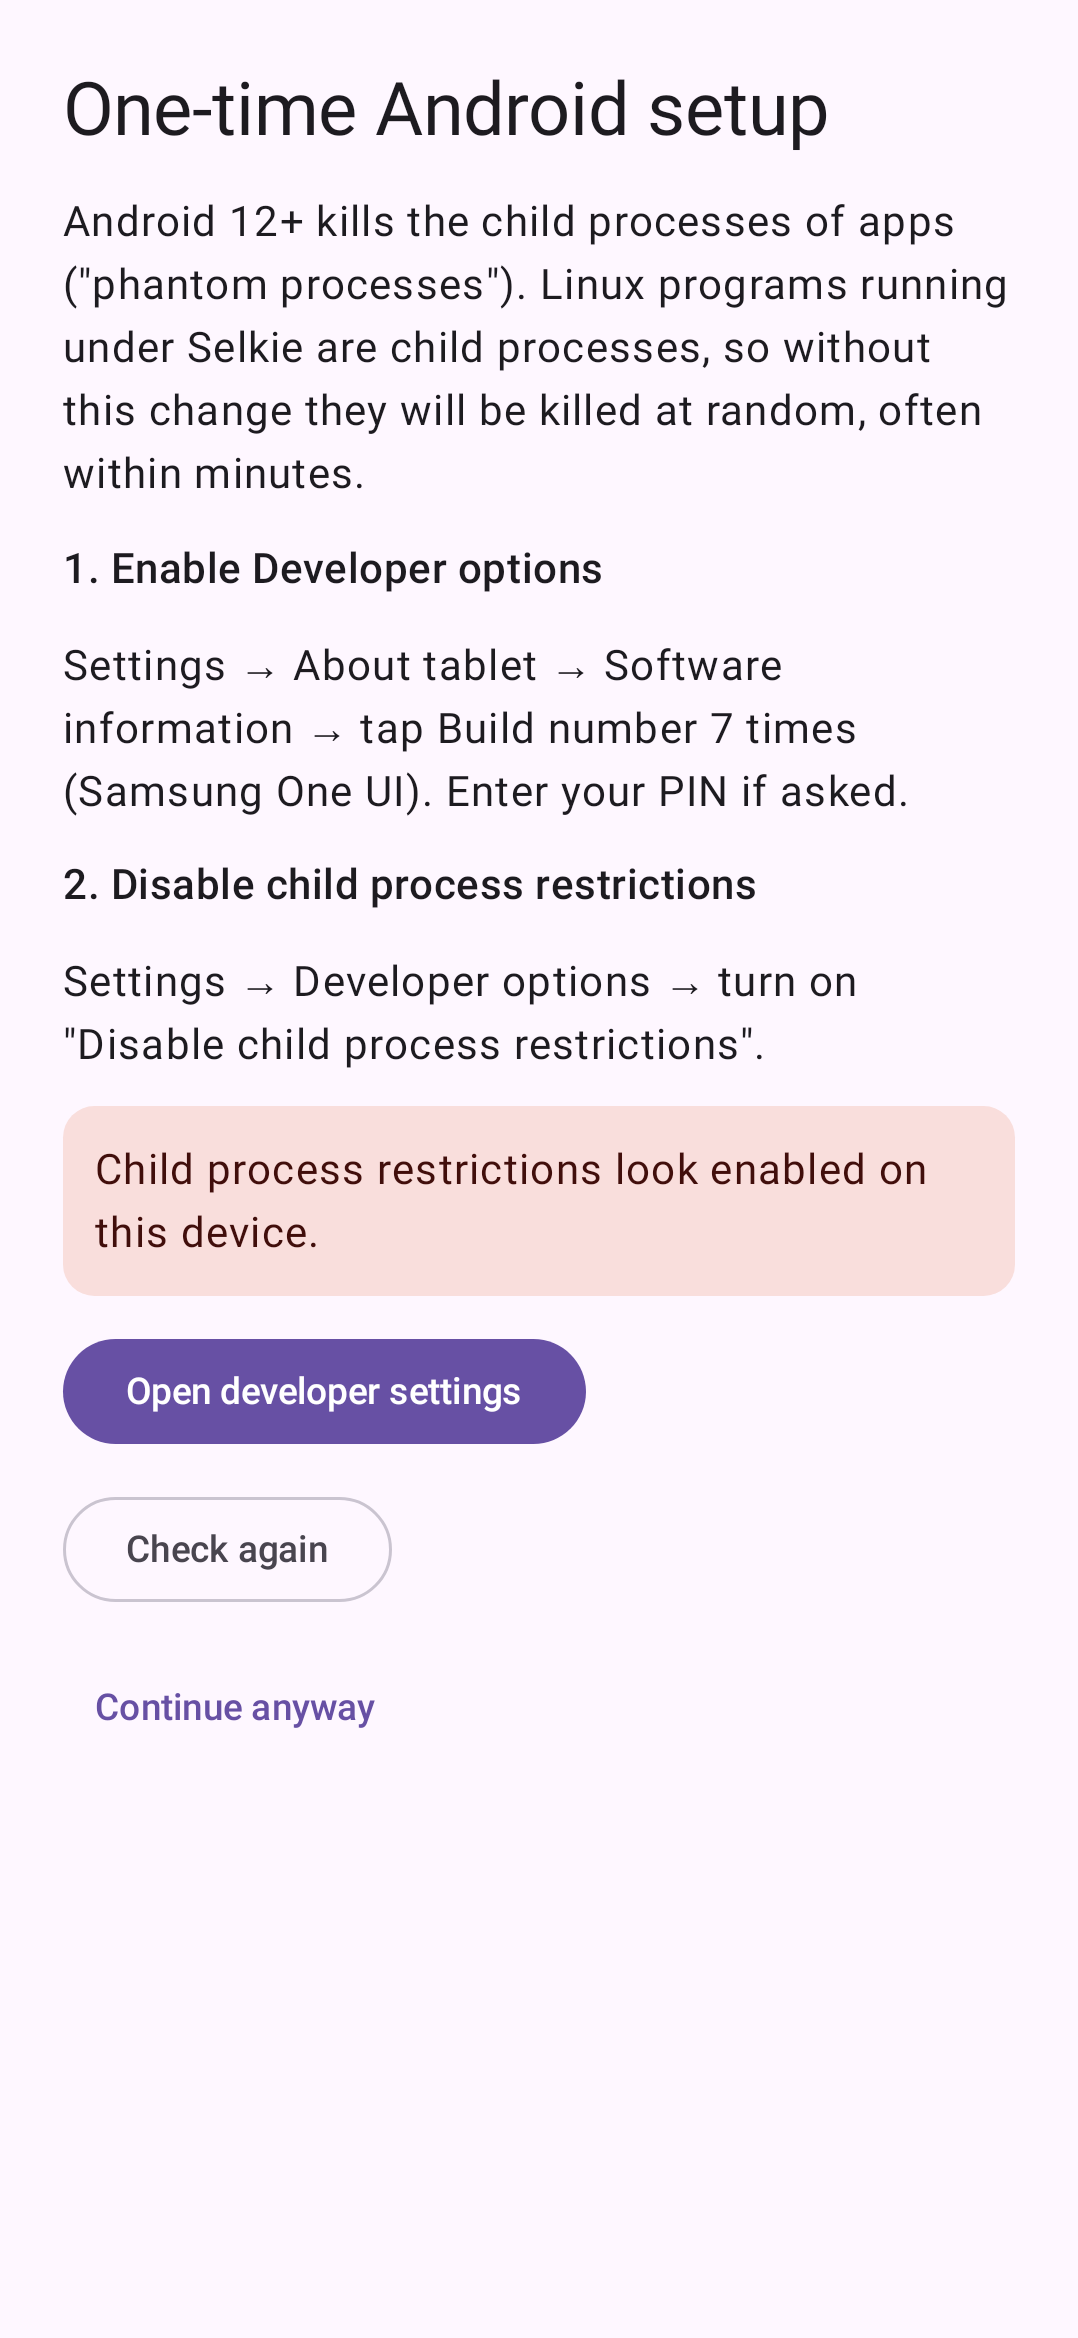 One-time Android setup
Android 12+ kills the child processes of apps
("phantom processes"). Linux programs running
under Selkie are child processes, so without
this change they will be killed at random, often
within minutes.
1. Enable Developer options
Settings → About tablet → Software
information → tap Build number 7 times
(Samsung One UI). Enter your PIN if asked.
2. Disable child process restrictions
Settings → Developer options → turn on
"Disable child process restrictions".
Child process restrictions look enabled on
this device.
Open developer settings
Check again
Continue anyway